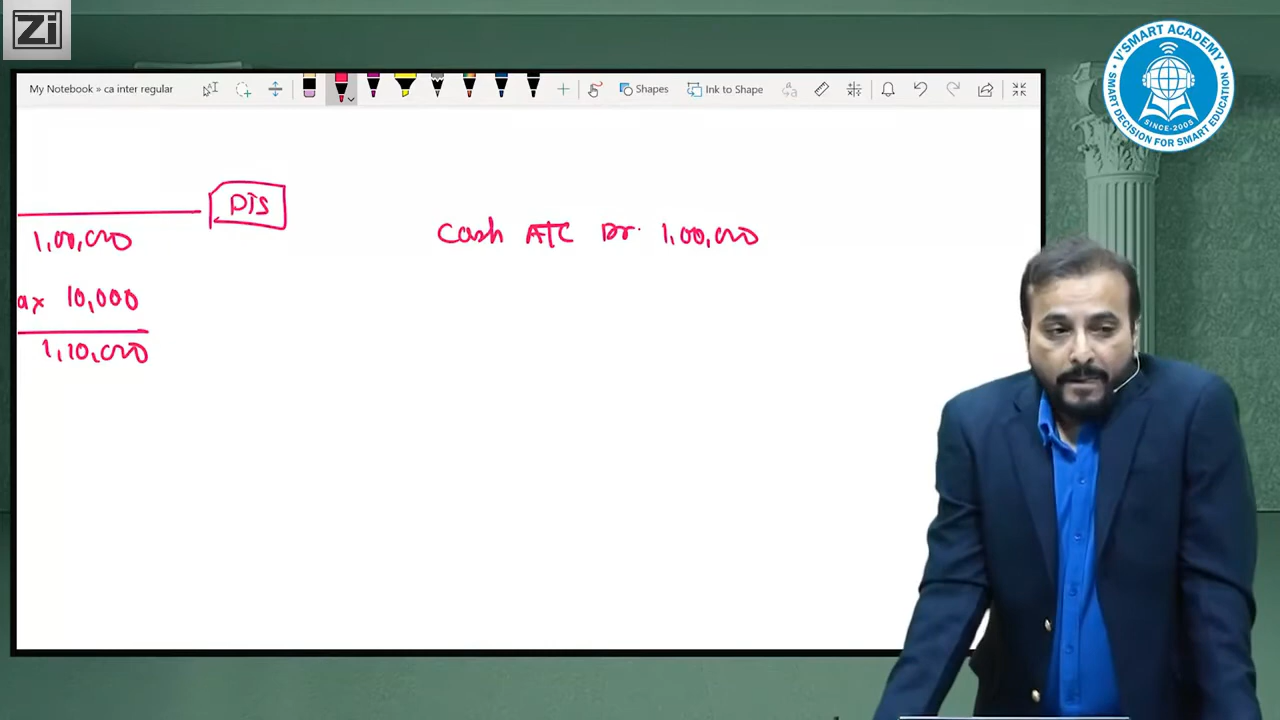 Zi
V'SMART ACADEMY
SINCE-2005
SMART DECISION FOR SMART EDUCATION
My Notebook » ca inter regular
Shapes
Ink to Shape
DTS
1,00,000
Cash A/C Dr. 1,00,000
ax 10,000
1,10,000